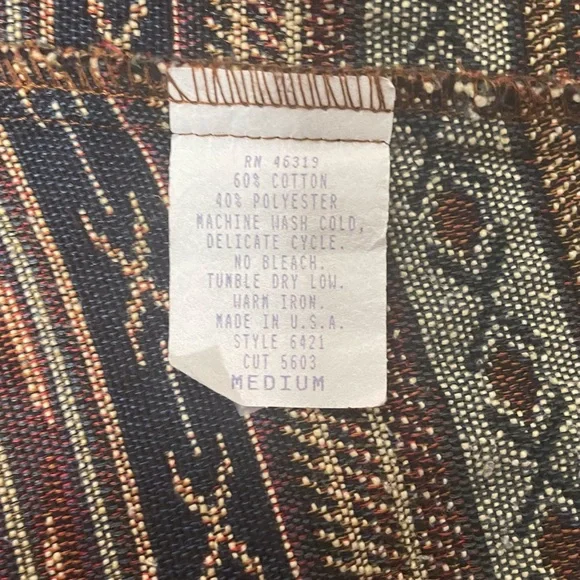 RN 46319
60% COTTON
40% POLYESTER
MACHINE WASH COLD,
DELICATE CYCLE.
NO BLEACH.
TUMBLE DRY LOW.
WARM IRON.
MADE IN U.S.A.
STYLE 6421
CUT 5603
MEDIUM